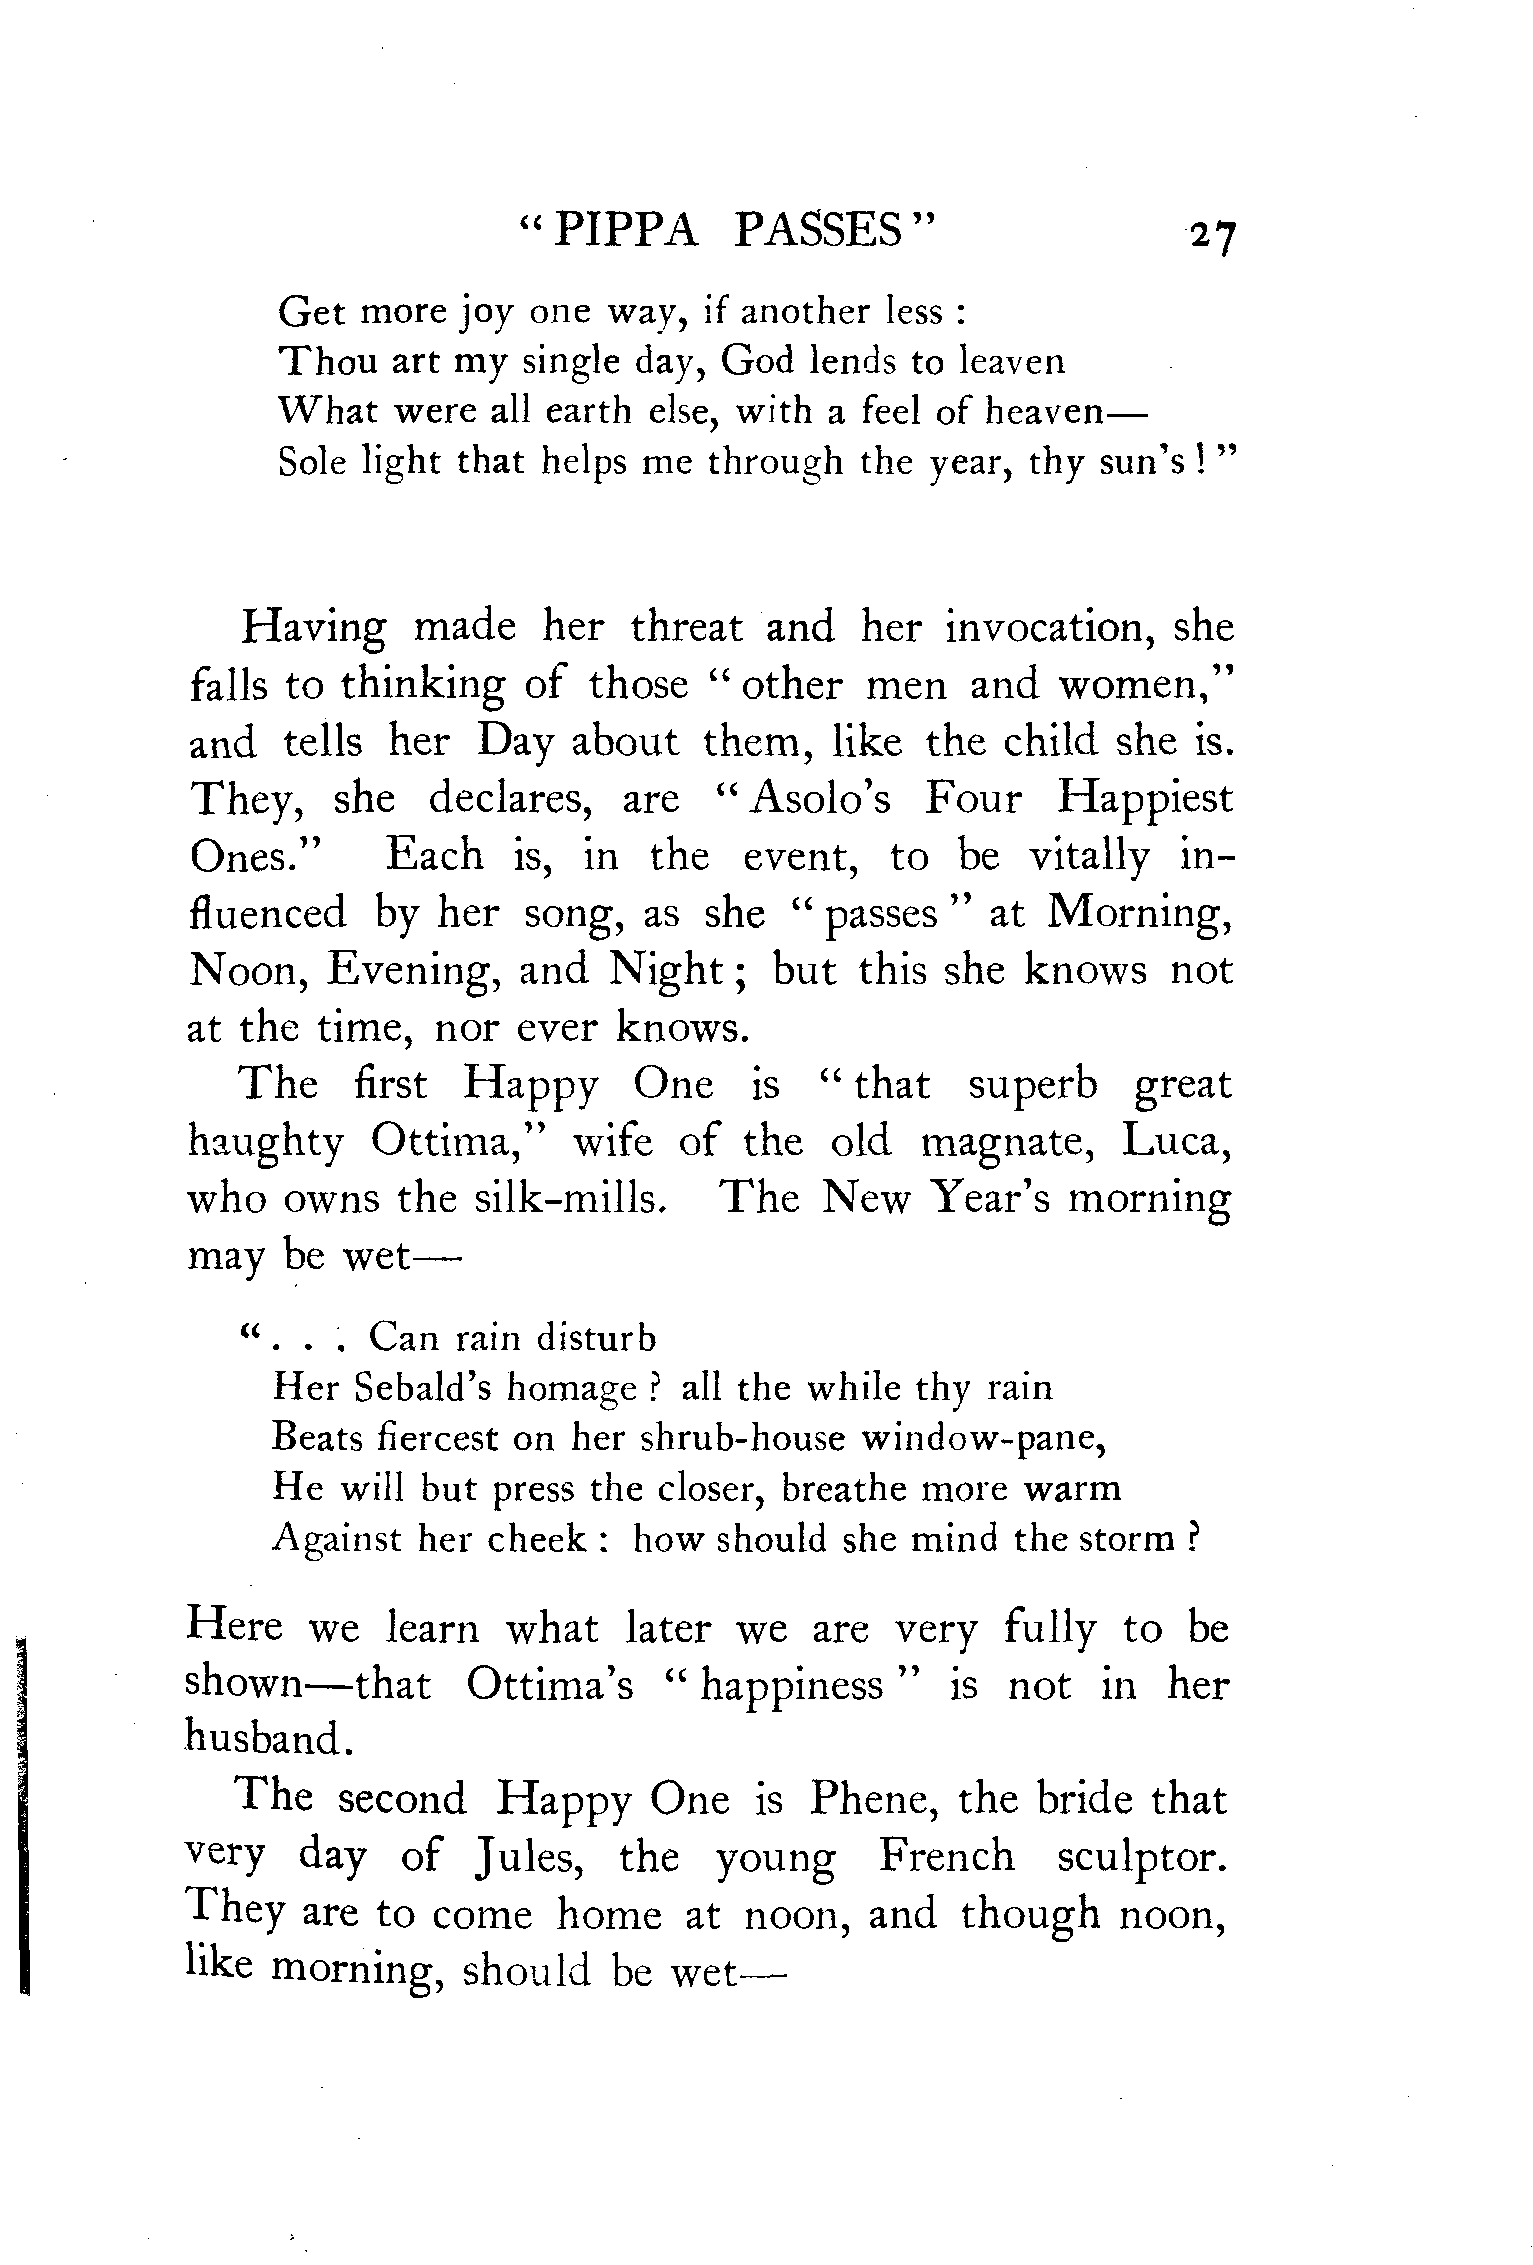 “ PIPPA PASSES ” 27
Get more joy one way, if another less :
Thou art my single day, God lends to leaven
What were all earth else, with a feel of heaven—
Sole light that helps me through the year, thy sun’s ! ”
Having made her threat and her invocation, she
falls to thinking of those “ other men and women,”
and tells her Day about them, like the child she is.
They, she declares, are “ Asolo’s Four Happiest
Ones.” Each is, in the event, to be vitally in-
fluenced by her song, as she “ passes ” at Morning,
Noon, Evening, and Night ; but this she knows not
at the time, nor ever knows.
The first Happy One is “ that superb great
haughty Ottima,” wife of the old magnate, Luca,
who owns the silk-mills. The New Year’s morning
may be wet—
“ . . . Can rain disturb
Her Sebald’s homage ? all the while thy rain
Beats fiercest on her shrub-house window-pane,
He will but press the closer, breathe more warm
Against her cheek : how should she mind the storm ?
Here we learn what later we are very fully to be
shown—that Ottima’s “ happiness ” is not in her
husband.
The second Happy One is Phene, the bride that
very day of Jules, the young French sculptor.
They are to come home at noon, and though noon,
like morning, should be wet—